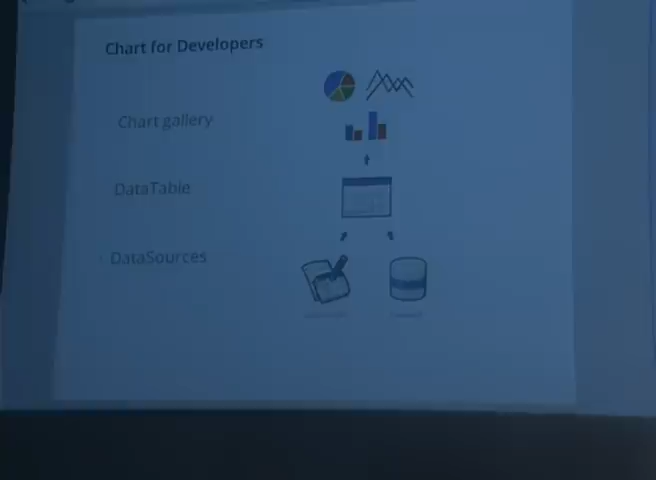 Chart for Developers
Chart gallery
DataTable
DataSources